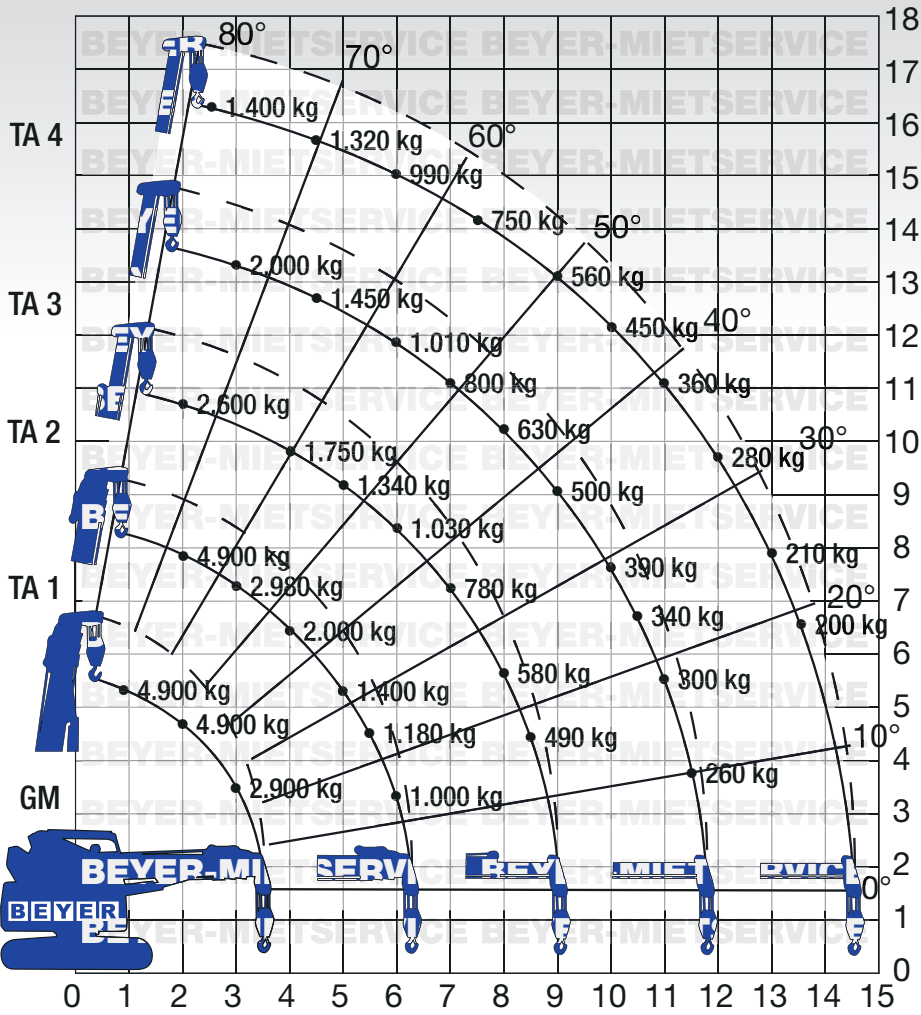 18
80°
70°
17
1.400 kg
TA 4
16
1.320 kg
60°
990 kg
15
750 kg
50°
14
2.000 kg
560 kg
13
TA 3
1.450 kg
450 kg
40°
12
1.010 kg
800 kg
360 kg
11
2.600 kg
TA 2
630 kg
30°
10
1.750 kg
280 kg
1.340 kg
500 kg
9
1.030 kg
8
4.900 kg
390 kg
210 kg
TA 1
2.980 kg
780 kg
7
340 kg
20°
2.000 kg
200 kg
6
4.900 kg
1.400 kg
580 kg
300 kg
5
4.900 kg
1.180 kg
490 kg
10°
4
GM
2.900 kg
1.000 kg
260 kg
3
BEYER-MIETSERVICE BEYER-MIETSERVICE
2
0°
BEYER
1
0
0 1 2 3 4 5 6 7 8 9 10 11 12 13 14 15